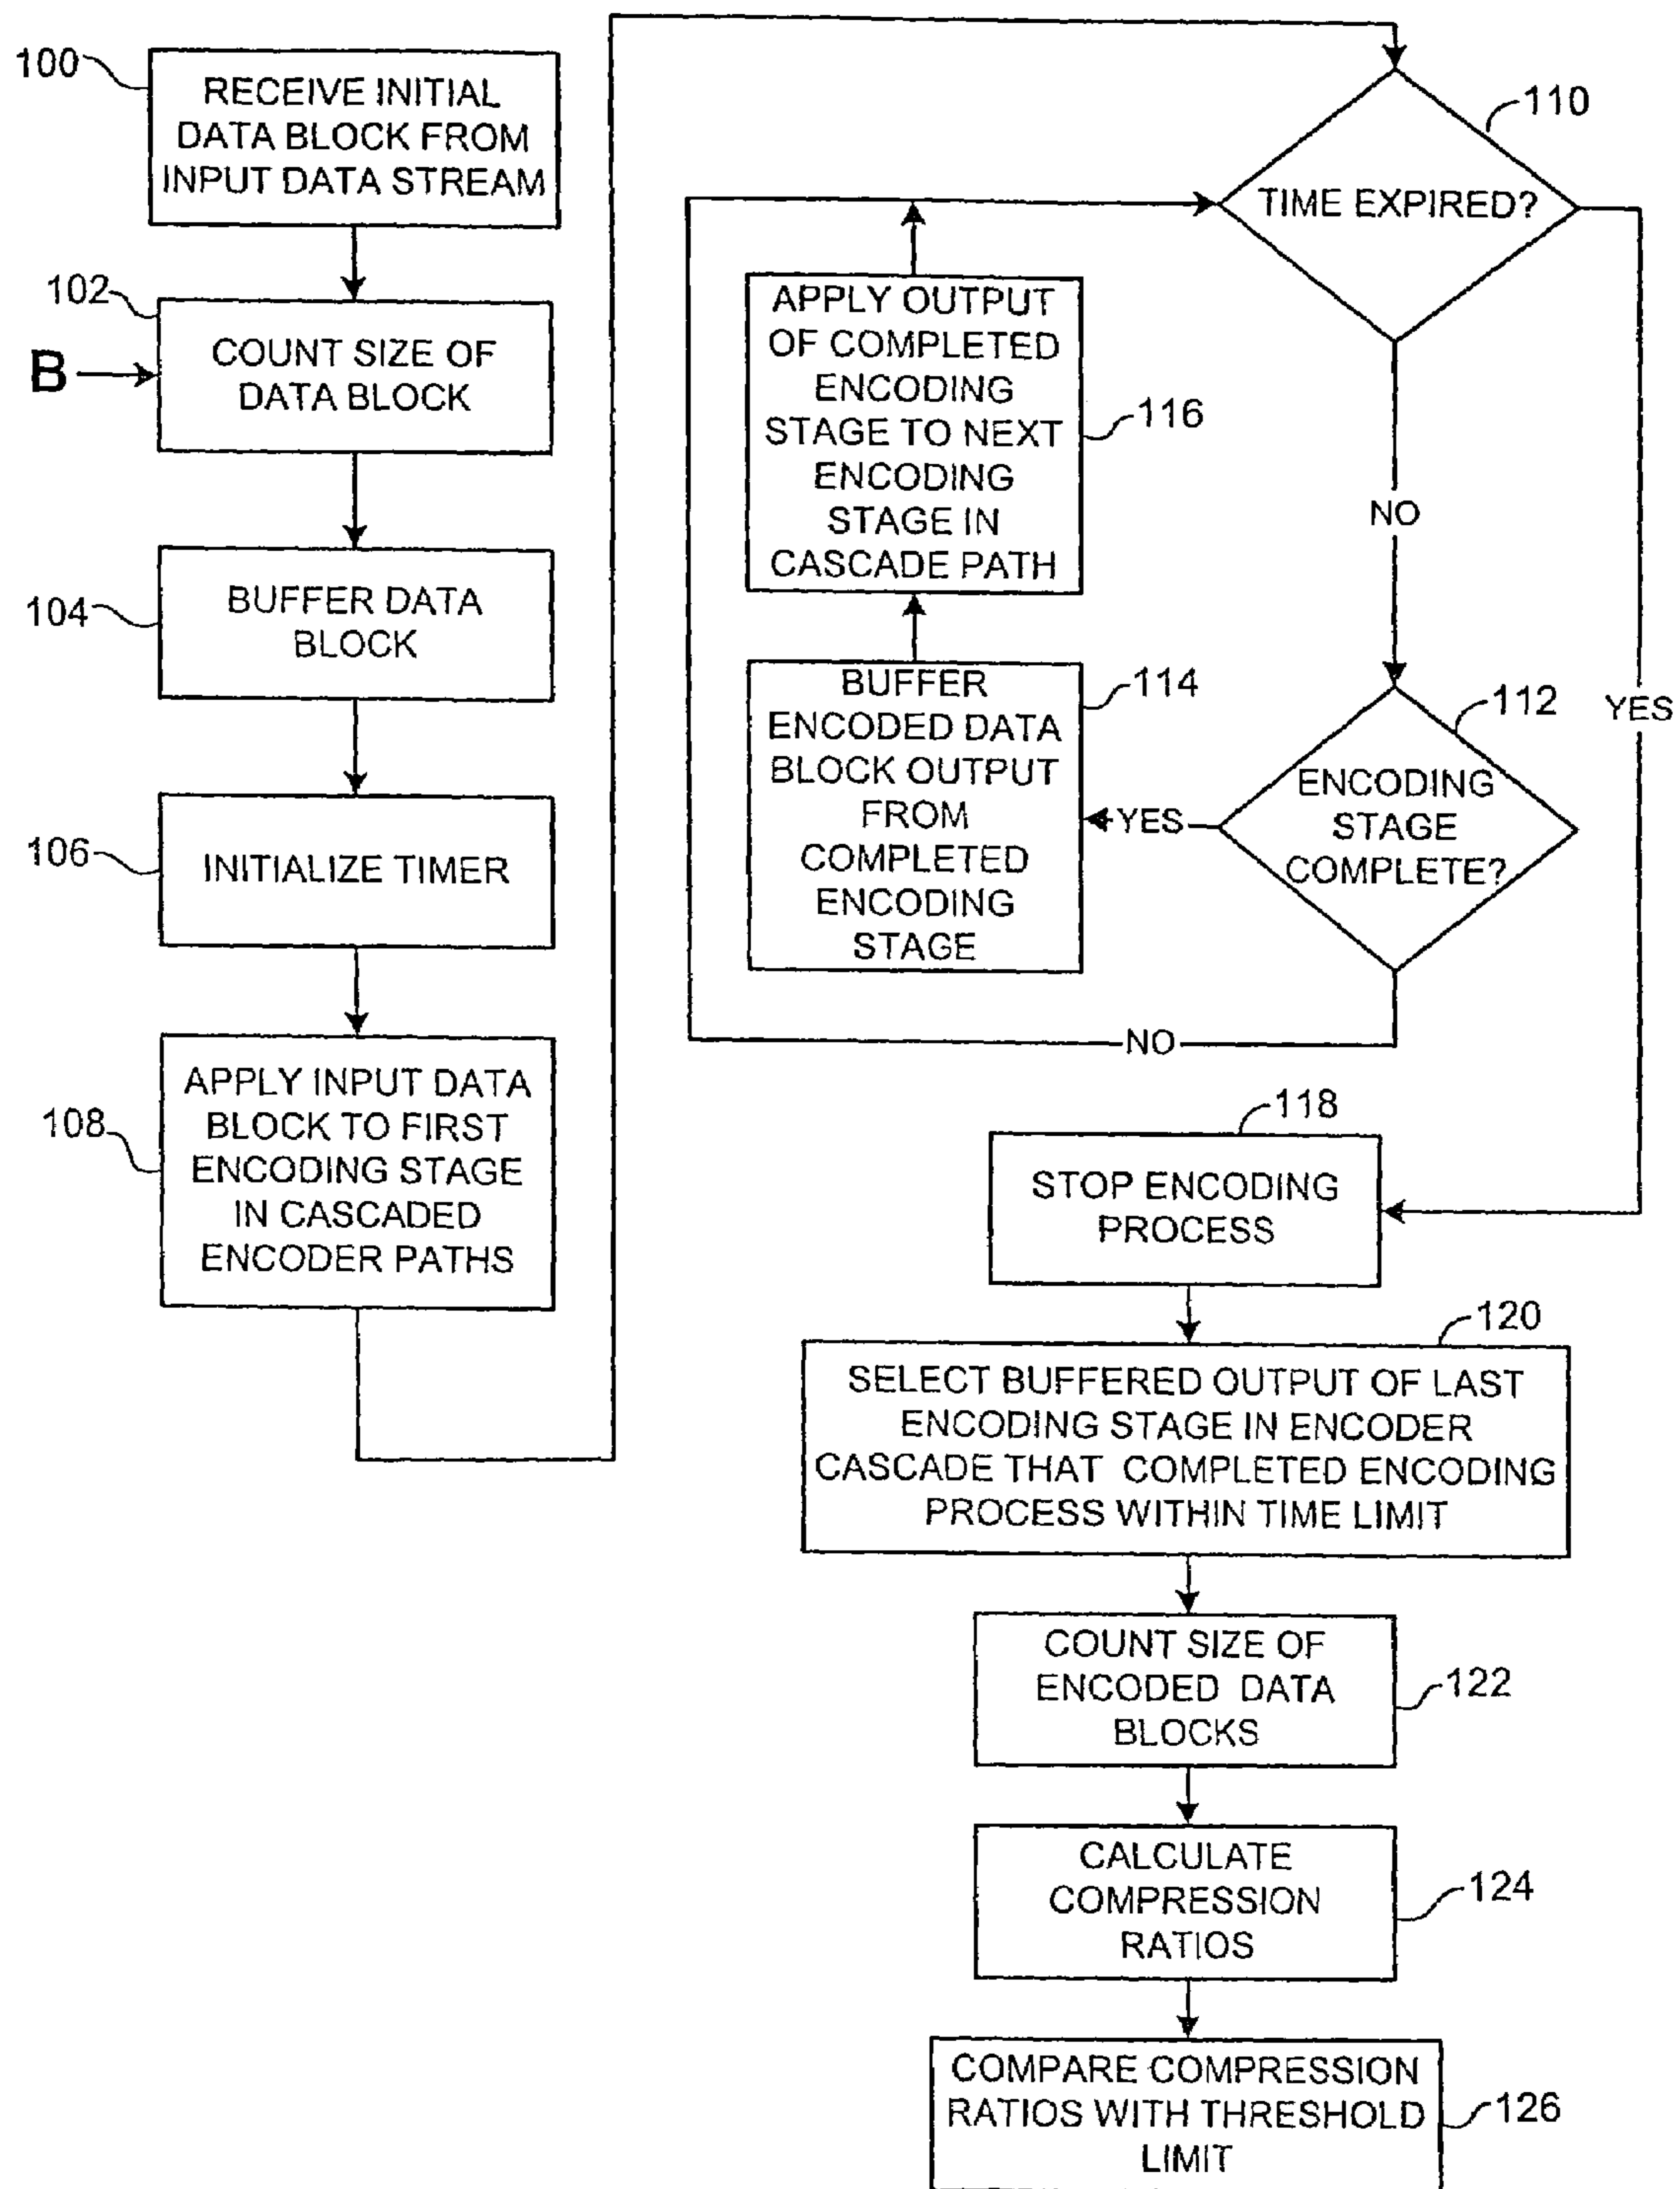 100
RECEIVE INITIAL
DATA BLOCK FROM
INPUT DATA STREAM
102
B
COUNT SIZE OF
DATA BLOCK
104
BUFFER DATA
BLOCK
106
INITIALIZE TIMER
108
APPLY INPUT DATA
BLOCK TO FIRST
ENCODING STAGE
IN CASCADED
ENCODER PATHS
110
TIME EXPIRED?
NO
YES
112
ENCODING
STAGE
COMPLETE?
YES
NO
114
BUFFER
ENCODED DATA
BLOCK OUTPUT
FROM
COMPLETED
ENCODING
STAGE
116
APPLY OUTPUT
OF COMPLETED
ENCODING
STAGE TO NEXT
ENCODING
STAGE IN
CASCADE PATH
118
STOP ENCODING
PROCESS
120
SELECT BUFFERED OUTPUT OF LAST
ENCODING STAGE IN ENCODER
CASCADE THAT COMPLETED ENCODING
PROCESS WITHIN TIME LIMIT
122
COUNT SIZE OF
ENCODED DATA
BLOCKS
124
CALCULATE
COMPRESSION
RATIOS
126
COMPARE COMPRESSION
RATIOS WITH THRESHOLD
LIMIT